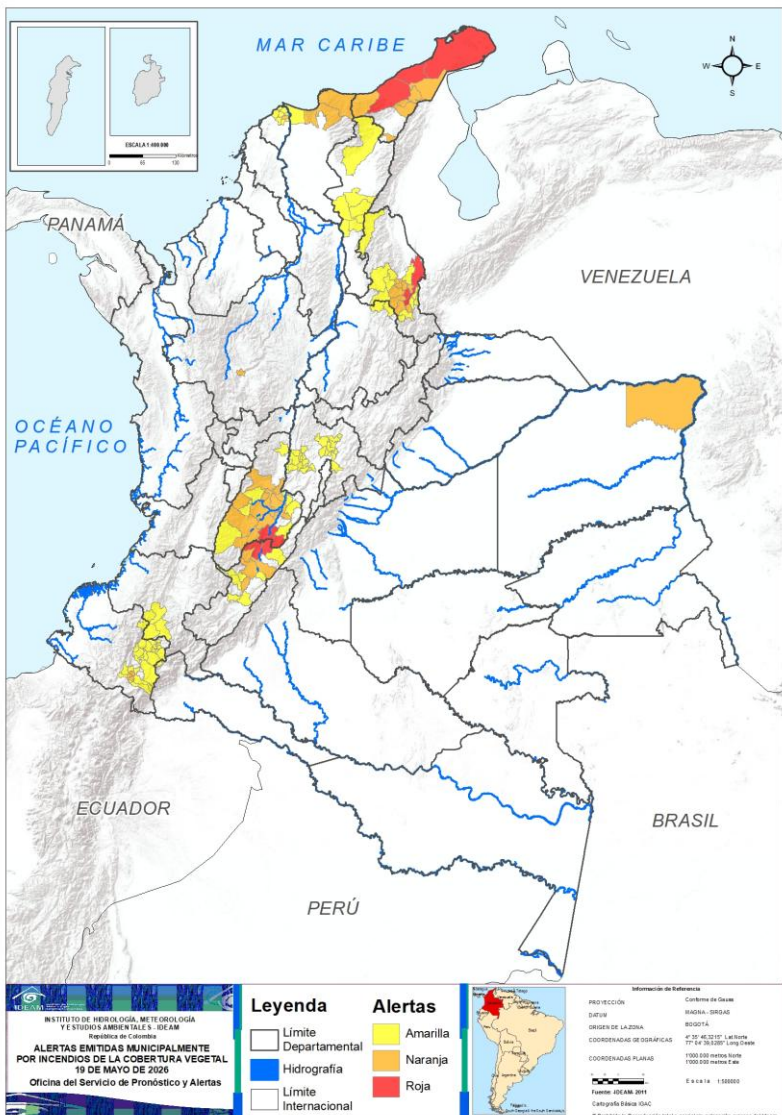 MAR CARIBE
N
W
E
S
ESCALA 1:400.000
0 65 130
PANAMÁ
VENEZUELA
OCÉANO
PACÍFICO
ECUADOR
BRASIL
PERÚ
IDEAM
INSTITUTO DE HIDROLOGÍA, METEOROLOGÍA
Y ESTUDIOS AMBIENTALES - IDEAM
República de Colombia
ALERTAS EMITIDAS MUNICIPALMENTE
POR INCENDIOS DE LA COBERTURA VEGETAL
19 DE MAYO DE 2026
Oficina del Servicio de Pronóstico y Alertas
Leyenda
Límite
Departamental
Hidrografía
Límite
Internacional
Alertas
Amarilla
Naranja
Roja
Información de Referencia
PROYECCIÓN Conforme de Gauss
DATUM MAGNA - SIRGAS
ORIGEN DE LA ZONA BOGOTÁ
COORDENADAS GEOGRÁFICAS
COORDENADAS PLANAS 1'000.000 metros Norte
1'000.000 metros Este
Fuente: IDEAM- 2011
Cartografía Básica IGAC